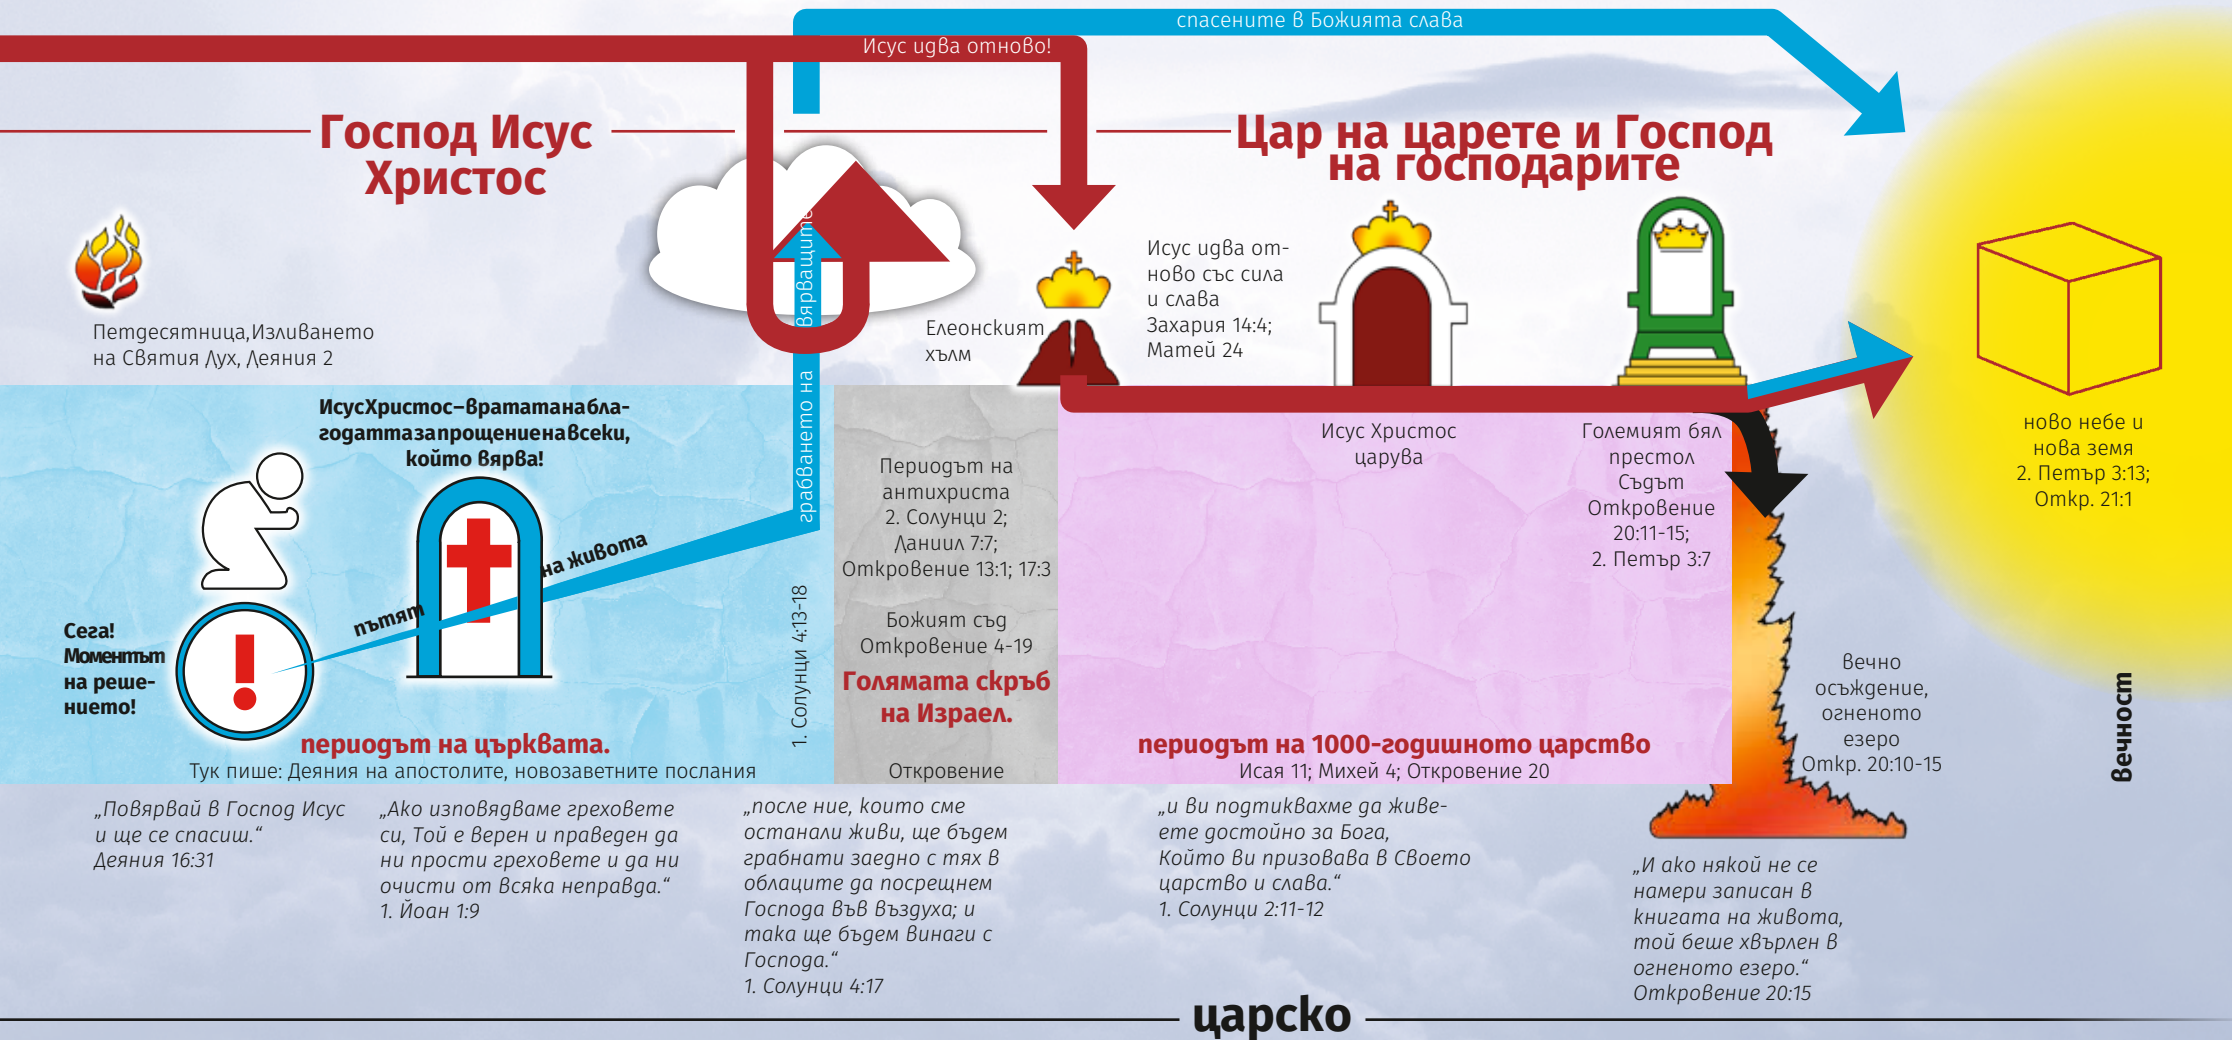 спасените в Божията слава
Исус идва отново!
Господ Исус
Христос
Цар на царете и Господ
на господарите
Петдесятница,Изливането
на Святия Дух, Деяния 2
Елеонският
хълм
Исус идва от-
ново със сила
и слава
Захария 14:4;
Матей 24
ИсусХристос–вратата­на­бла-
годаттазапрощениенавсеки,
който вярва!
Сега!
Моментът
на реше-
нието!
пътят
на живота
грабването на вярващите
1. Солунци 4:13-18
периодът на църквата.
Тук пише: Деяния на апостолите, новозаветните послания
Периодът на
антихриста
2. Солунци 2;
Даниил 7:7;
Откровение 13:1; 17:3
Божият съд
Откровение 4-19
Голямата скръб
на Израел.
Откровение
Исус Христос
царува
Големият бял
престол
Съдът
Откровение
20:11-15;
2. Петър 3:7
периодът на 1000-годишното царство
Исая 11; Михей 4; Откровение 20
вечно
осъждение,
огненото
езеро
Откр. 20:10-15
ново небе и
нова земя
2. Петър 3:13;
Откр. 21:1
вечност
„Повярвай в Господ Исус
и ще се спасиш.“
Деяния 16:31
„Ако изповядваме греховете
си, Той е верен и праведен да
ни прости греховете и да ни
очисти от всяка неправда.“
1. Йоан 1:9
„после ние, които сме
останали живи, ще бъдем
грабнати заедно с тях в
облаците да посрещнем
Господа във въздуха; и
така ще бъдем винаги с
Господа.“
1. Солунци 4:17
„и ви подтиквахме да живе-
ете достойно за Бога,
Който ви призовава в Своето
царство и слава.“
1. Солунци 2:11-12
„И ако някой не се
намери записан в
книгата на живота,
той беше хвърлен в
огненото езеро.“
Откровение 20:15
царско